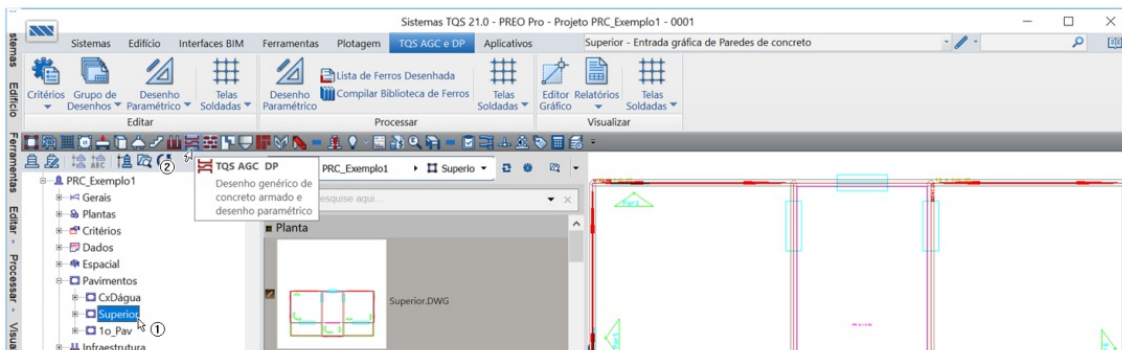 Sistemas TQS 21.0 - PREO Pro - Projeto PRC_Exemplo1 - 0001
Sistemas Edifício Interfaces BIM Ferramentas Plotagem TQS AGC e DP Aplicativos
Superior - Entrada gráfica de Paredes de concreto
Critérios
Grupo de Desenhos
Desenho Paramétrico
Telas Soldadas
Editar
Desenho Paramétrico
Lista de Ferros Desenhada
Compilar Biblioteca de Ferros
Telas Soldadas
Processar
Editor Gráfico
Relatórios
Telas Soldadas
Visualizar
stemas
Edifício
Ferramentas
Editar
Processar
Visual
②
TQS AGC DP
Desenho genérico de
concreto armado e
desenho paramétrico
PRC_Exemplo1
Superio
esquise aqui...
PRC_Exemplo1
Gerais
Plantas
Critérios
Dados
Espacial
Pavimentos
CxDágua
Superior
①
1o_Pav
Infraestrutura
Planta
Superior.DWG
Par1